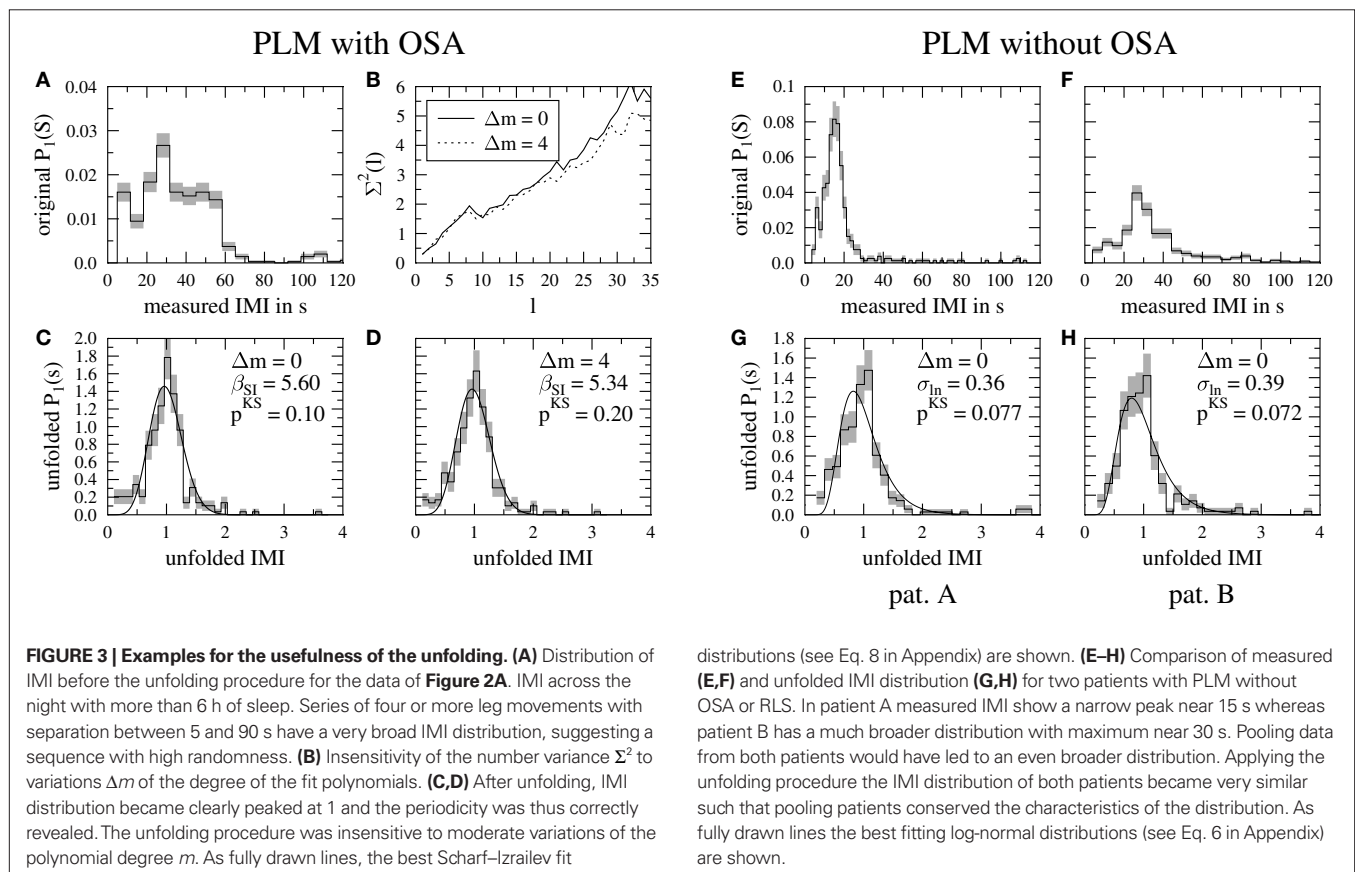 PLM with OSA
PLM without OSA
A
B
E
F
original P₁(S)
0.04
0.03
0.02
0.01
0.0
0 20 40 60 80 100 120
measured IMI in s
Σ²(l)
6
5
4
3
2
1
0
Δm = 0
Δm = 4
0 5 10 15 20 25 30 35
l
original P₁(S)
0.1
0.08
0.06
0.04
0.02
0.0
0 20 40 60 80 100 120
measured IMI in s
0 20 40 60 80 100 120
measured IMI in s
C
D
G
H
unfolded P₁(s)
2.0
1.8
1.6
1.4
1.2
1.0
0.8
0.6
0.4
0.2
0.0
Δm = 0
β_SI = 5.60
p^KS = 0.10
0 1 2 3 4
unfolded IMI
Δm = 4
β_SI = 5.34
p^KS = 0.20
0 1 2 3 4
unfolded IMI
unfolded P₁(s)
1.8
1.6
1.4
1.2
1.0
0.8
0.6
0.4
0.2
0.0
Δm = 0
σ_ln = 0.36
p^KS = 0.077
0 1 2 3 4
unfolded IMI
pat. A
Δm = 0
σ_ln = 0.39
p^KS = 0.072
0 1 2 3 4
unfolded IMI
pat. B
FIGURE 3 | Examples for the usefulness of the unfolding. (A) Distribution of
IMI before the unfolding procedure for the data of Figure 2A. IMI across the
night with more than 6 h of sleep. Series of four or more leg movements with
separation between 5 and 90 s have a very broad IMI distribution, suggesting
a sequence with high randomness. (B) Insensitivity of the number variance Σ² to
variations Δm of the degree of the fit polynomials. (C,D) After unfolding, IMI
distribution became clearly peaked at 1 and the periodicity was thus correctly
revealed. The unfolding procedure was insensitive to moderate variations of the
polynomial degree m. As fully drawn lines, the best Scharf–Izrailev fit
distributions (see Eq. 8 in Appendix) are shown. (E–H) Comparison of measured
(E,F) and unfolded IMI distribution (G,H) for two patients with PLM without
OSA or RLS. In patient A measured IMI show a narrow peak near 15 s whereas
patient B has a much broader distribution with maximum near 30 s. Pooling data
from both patients would have led to an even broader distribution. Applying the
unfolding procedure the IMI distribution of both patients became very similar
such that pooling patients conserved the characteristics of the distribution. As
fully drawn lines the best fitting log-normal distributions (see Eq. 6 in Appendix)
are shown.